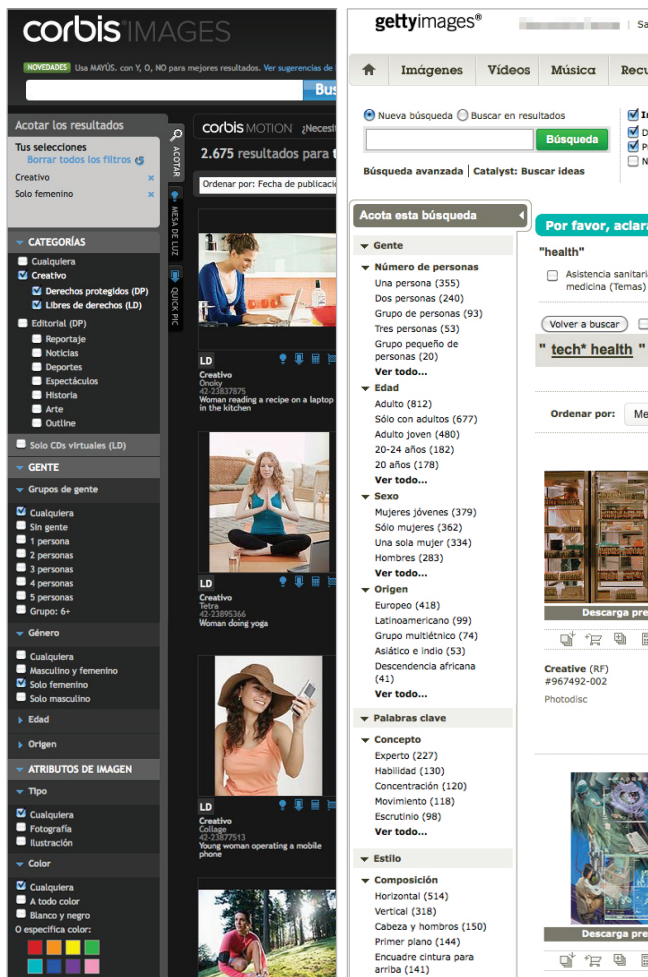 corbis IMAGES
NOVEDADES Usa MAYÚS. con Y, O, NO para mejores resultados. Ver sugerencias de
Bus
Acotar los resultados
Tus selecciones
Borrar todos los filtros
Creativo
Solo femenino
CATEGORÍAS
Cualquiera
Creativo
Derechos protegidos (DP)
Libres de derechos (LD)
Editorial (DP)
Reportaje
Noticias
Deportes
Espectáculos
Historia
Arte
Outline
Solo CDs virtuales (LD)
GENTE
Grupos de gente
Cualquiera
Sin gente
1 persona
2 personas
3 personas
4 personas
5 personas
Grupo: 6+
Género
Cualquiera
Masculino y femenino
Solo femenino
Solo masculino
Edad
Origen
ATRIBUTOS DE IMAGEN
Tipo
Cualquiera
Fotografía
Ilustración
Color
Cualquiera
A todo color
Blanco y negro
O especifica color:
ACOTAR
MESA DE LUZ
QUICK PIC
corbis MOTION ¿Necesit
2.675 resultados para t
Ordenar por: Fecha de publicació
LD
Creativo
Onoky
42-23837875
Woman reading a recipe on a laptop
in the kitchen
LD
Creativo
Tetra
42-23895366
Woman doing yoga
LD
Creativo
Collage
42-23877513
Young woman operating a mobile
phone
gettyimages®
Sa
Imágenes Vídeos Música Recu
Nueva búsqueda Buscar en resultados
Búsqueda
Búsqueda avanzada | Catalyst: Buscar ideas
In
D
P
N
Acota esta búsqueda
Gente
Número de personas
Una persona (355)
Dos personas (240)
Grupo de personas (93)
Tres personas (53)
Grupo pequeño de
personas (20)
Ver todo...
Edad
Adulto (812)
Sólo con adultos (677)
Adulto joven (480)
20-24 años (182)
20 años (178)
Ver todo...
Sexo
Mujeres jóvenes (379)
Sólo mujeres (362)
Una sola mujer (334)
Hombres (283)
Ver todo...
Origen
Europeo (418)
Latinoamericano (99)
Grupo multiétnico (74)
Asiático e indio (53)
Descendencia africana
(41)
Ver todo...
Palabras clave
Concepto
Experto (227)
Habilidad (130)
Concentración (120)
Movimiento (118)
Escrutinio (98)
Ver todo...
Estilo
Composición
Horizontal (514)
Vertical (318)
Cabeza y hombros (150)
Primer plano (144)
Encuadre cintura para
arriba (141)
Por favor, aclara
"health"
Asistencia sanitari
medicina (Temas)
Volver a buscar
" tech* health "
Ordenar por: Me
Descarga pre
Creative (RF)
#967492-002
Photodisc
Descarga pre